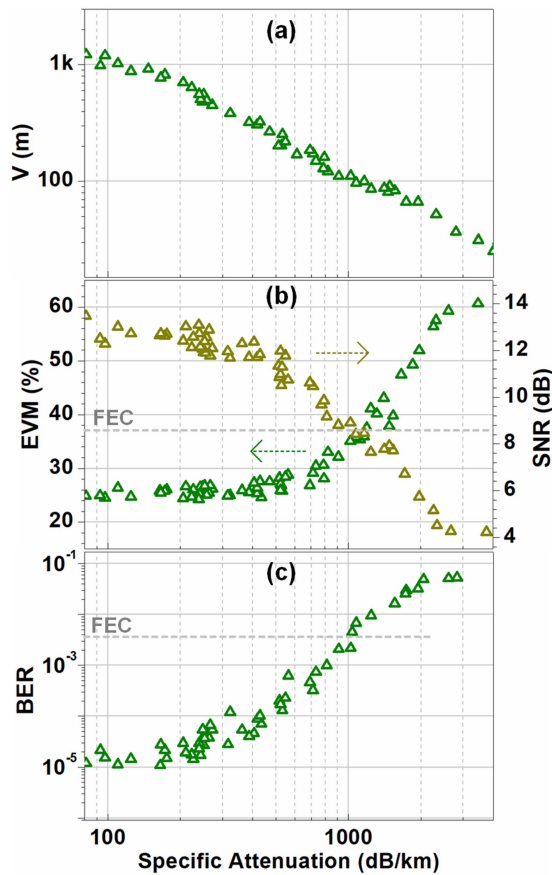 (a)
1k
100
V (m)
(b)
60
50
40
30
20
EVM (%)
FEC
14
12
10
8
6
4
SNR (dB)
(c)
10⁻¹
10⁻³
10⁻⁵
BER
FEC
100
1000
Specific Attenuation (dB/km)